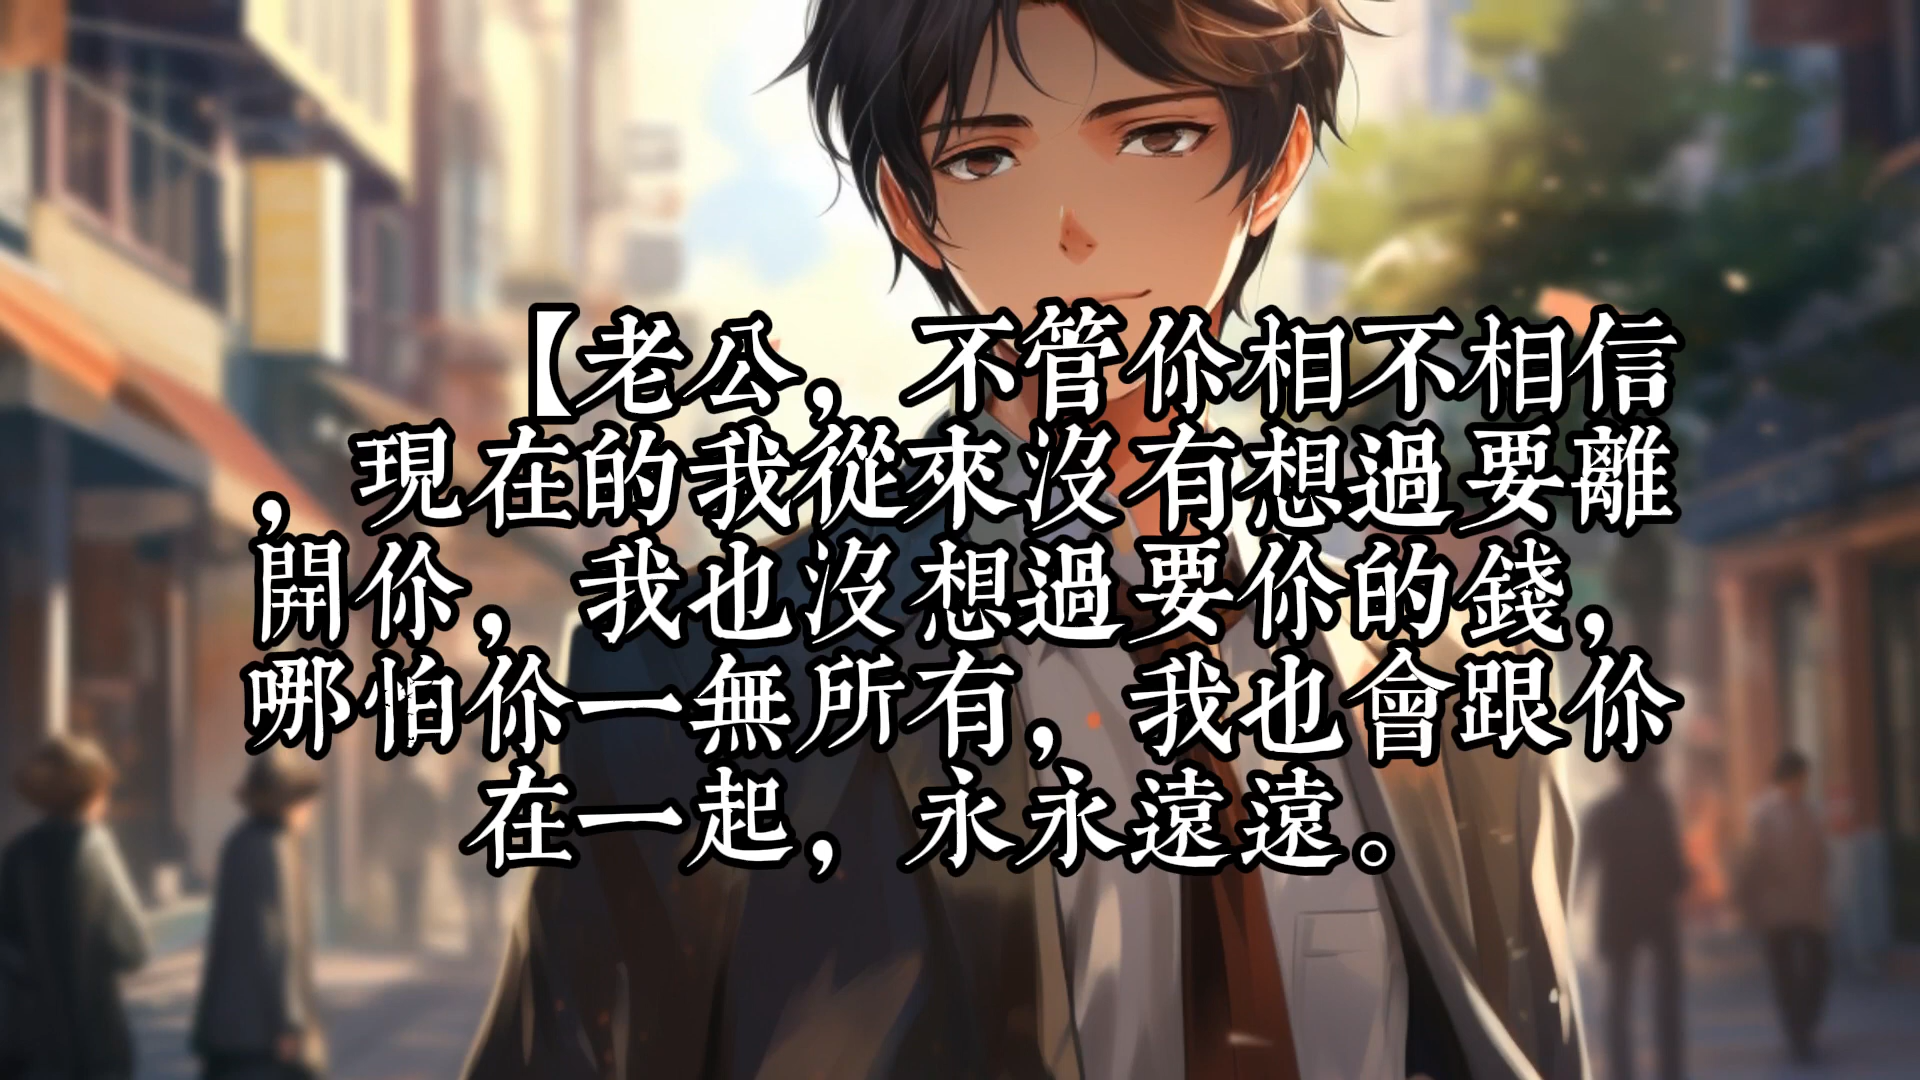 【老公，不管你相不相信
，現在的我從來沒有想過要離
開你，我也沒想過要你的錢，
哪怕你一無所有，我也會跟你
在一起，永永遠遠。